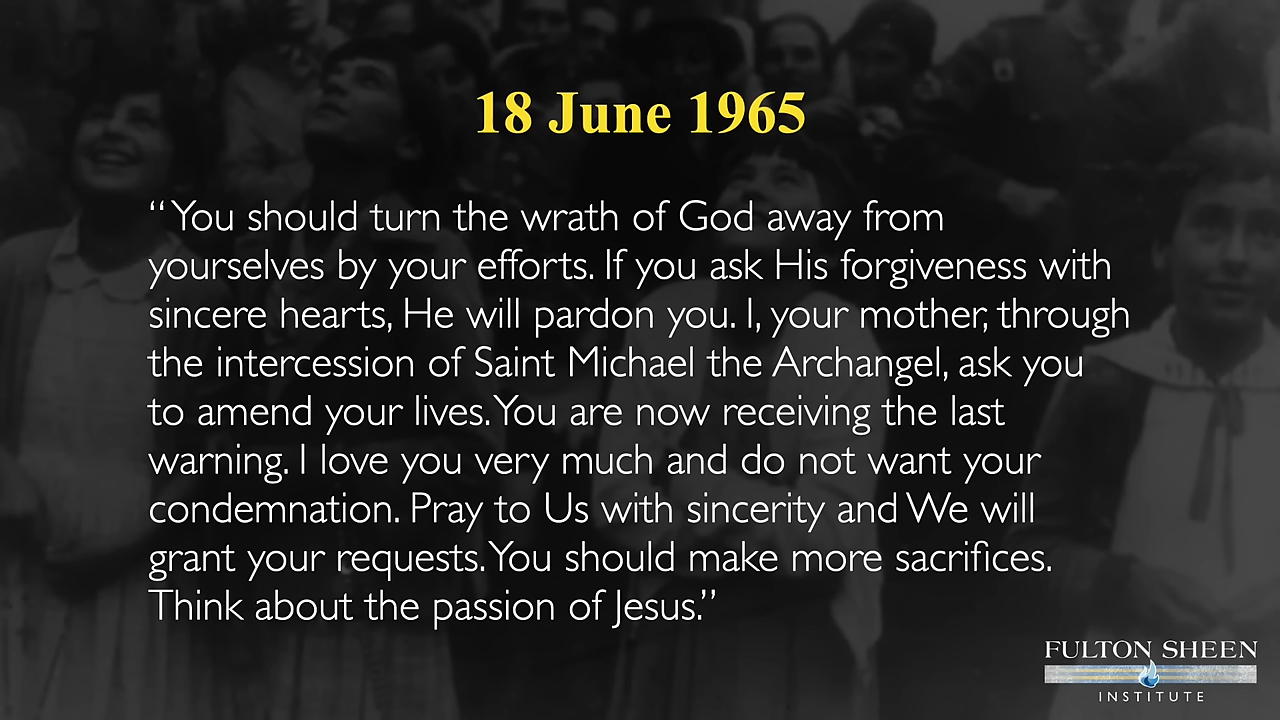 18 June 1965
“You should turn the wrath of God away from
yourselves by your efforts. If you ask His forgiveness with
sincere hearts, He will pardon you. I, your mother, through
the intercession of Saint Michael the Archangel, ask you
to amend your lives. You are now receiving the last
warning. I love you very much and do not want your
condemnation. Pray to Us with sincerity and We will
grant your requests. You should make more sacrifices.
Think about the passion of Jesus.”
FULTON SHEEN
INSTITUTE